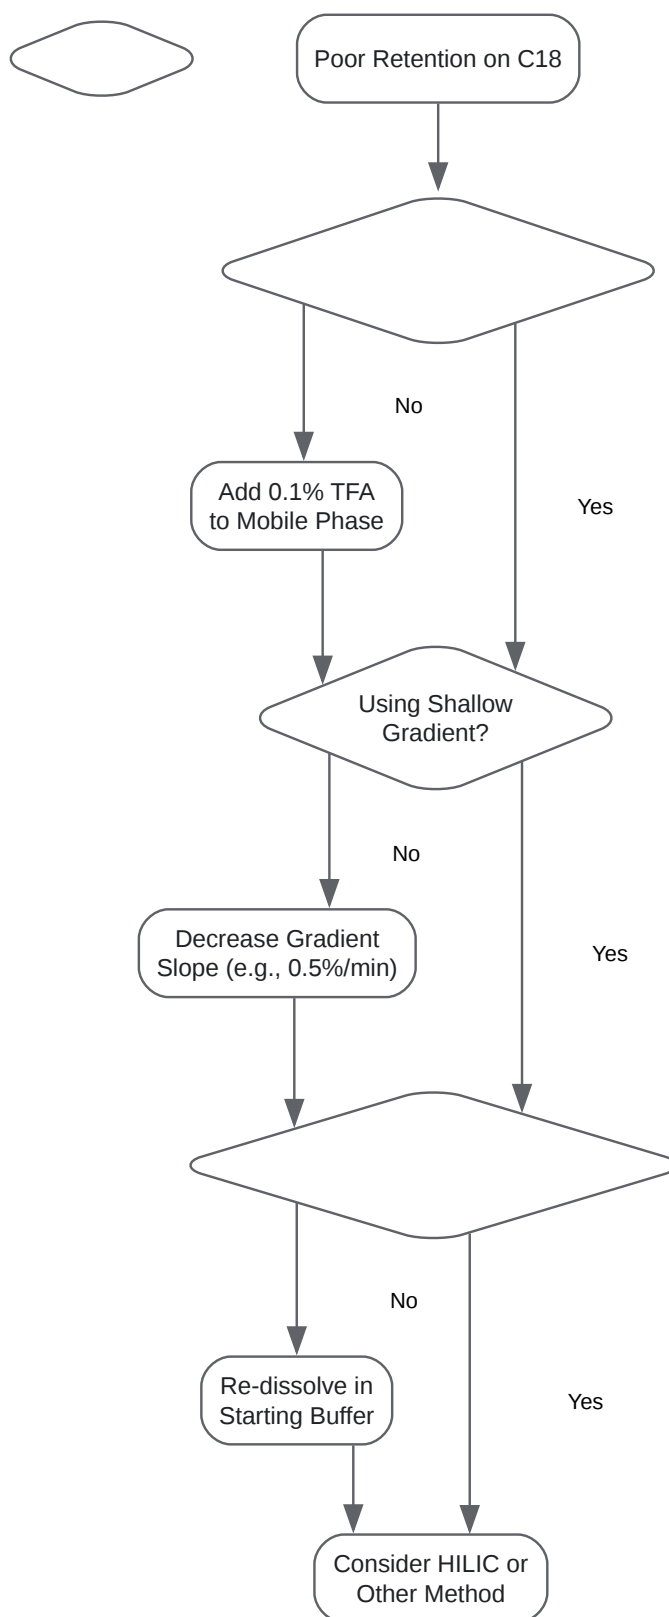 Poor Retention on C18
No
Add 0.1% TFA
to Mobile Phase
Yes
Using Shallow
Gradient?
No
Decrease Gradient
Slope (e.g., 0.5%/min)
Yes
No
Re-dissolve in
Starting Buffer
Yes
Consider HILIC or
Other Method